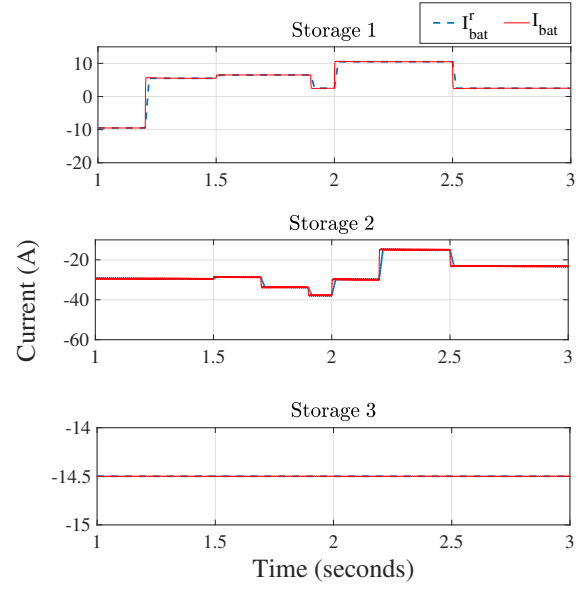 I^r_bat I_bat
Storage 1
10
0
-10
-20
1 1.5 2 2.5 3
Storage 2
-20
-40
-60
1 1.5 2 2.5 3
Current (A)
Storage 3
-14
-14.5
-15
1 1.5 2 2.5 3
Time (seconds)